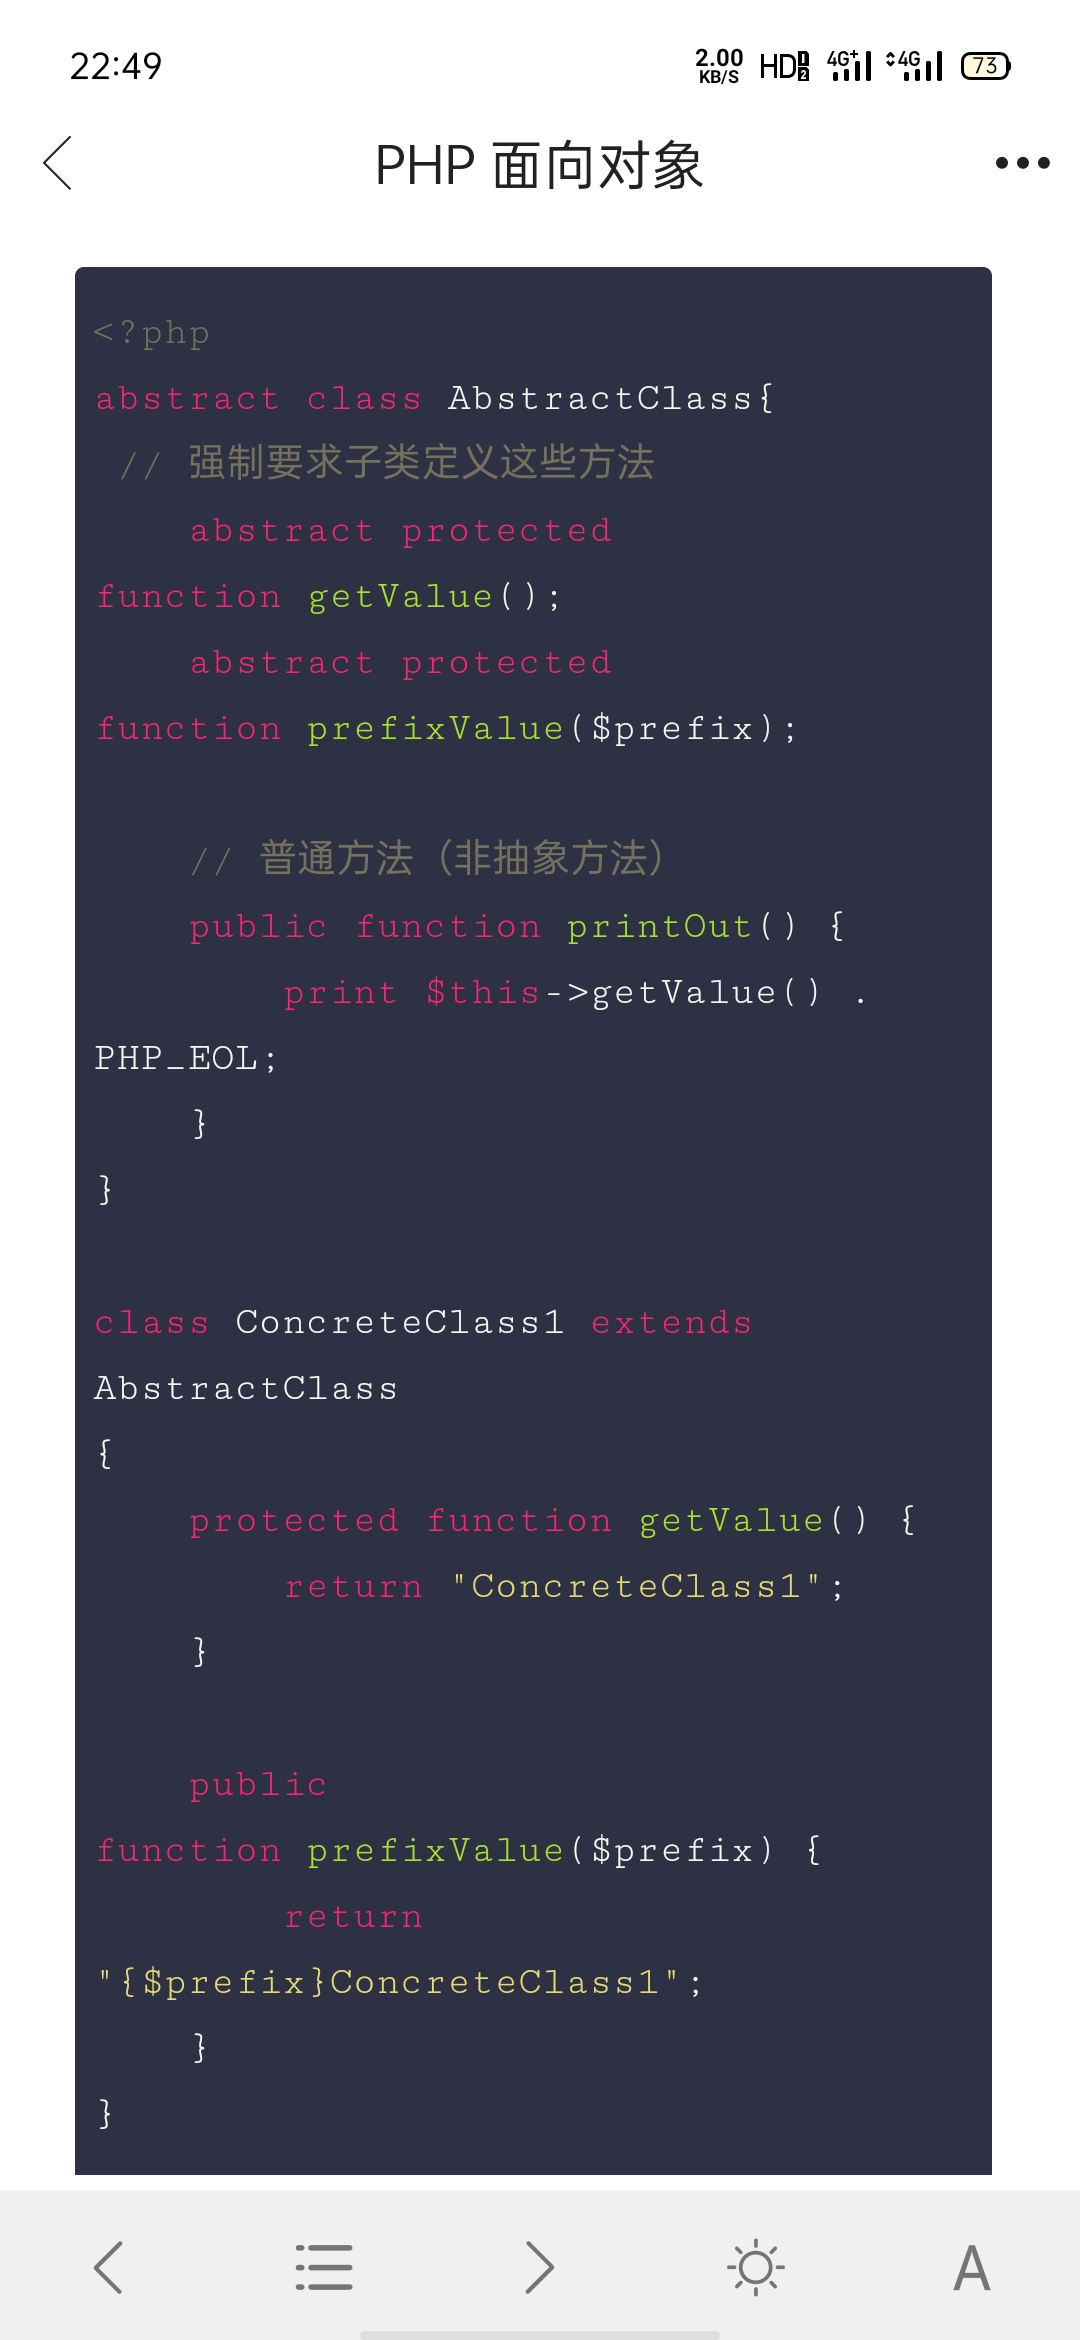 22:49
2.00 KB/S HD 1 2 4G+ 4G 73
PHP 面向对象
<?php
abstract class AbstractClass{
 // 强制要求子类定义这些方法
    abstract protected
function getValue();
    abstract protected
function prefixValue($prefix);
    // 普通方法（非抽象方法）
    public function printOut() {
        print $this->getValue() .
PHP_EOL;
    }
}
class ConcreteClass1 extends
AbstractClass
{
    protected function getValue() {
        return "ConcreteClass1";
    }
    public
function prefixValue($prefix) {
        return
"{$prefix}ConcreteClass1";
    }
}
A